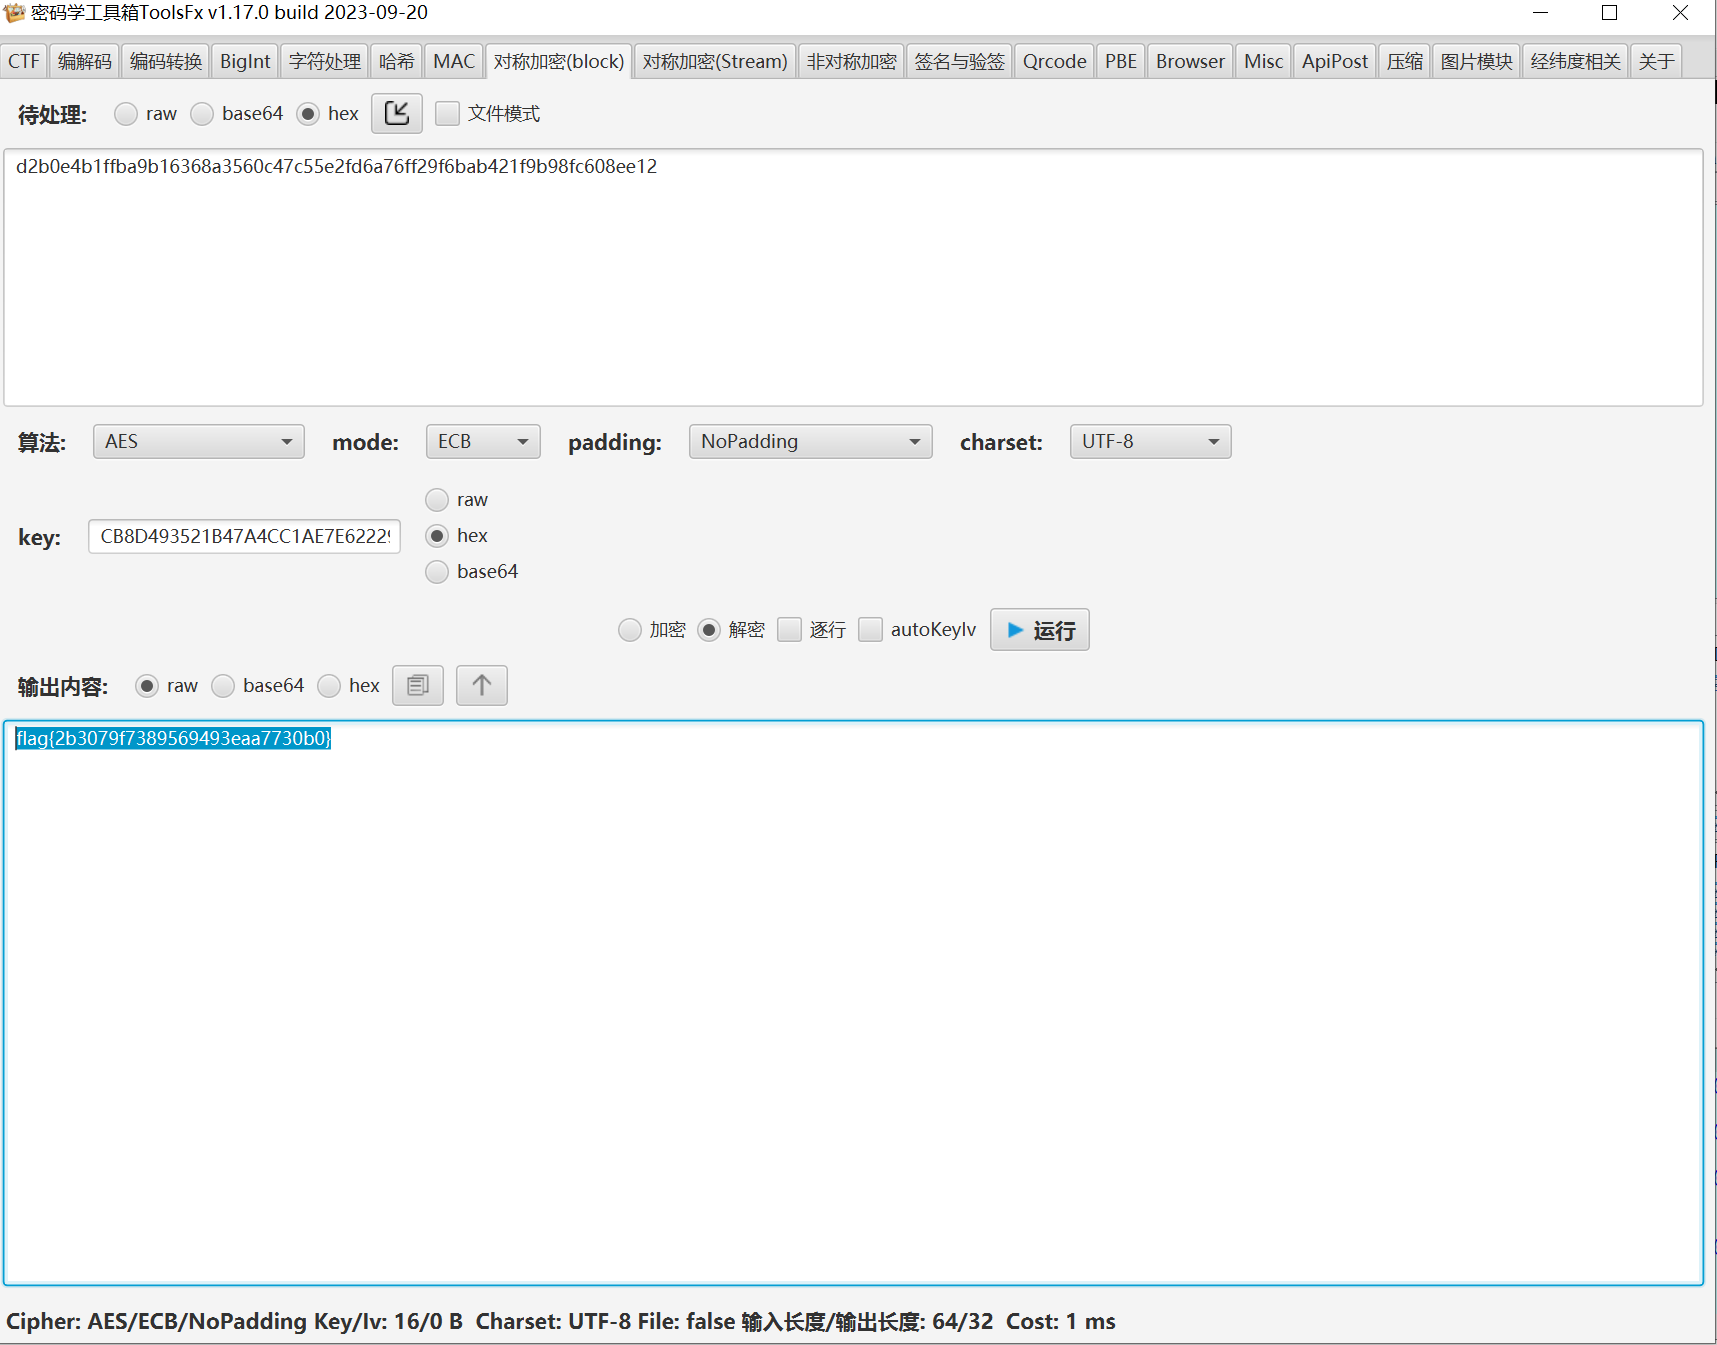 密码学工具箱ToolsFx v1.17.0 build 2023-09-20
CTF 编解码 编码转换 BigInt 字符处理 哈希 MAC 对称加密(block) 对称加密(Stream) 非对称加密 签名与验签 Qrcode PBE Browser Misc ApiPost 压缩 图片模块 经纬度相关 关于
待处理: raw base64 hex 文件模式
d2b0e4b1ffba9b16368a3560c47c55e2fd6a76ff29f6bab421f9b98fc608ee12
算法: AES mode: ECB padding: NoPadding charset: UTF-8
raw
key: CB8D493521B47A4CC1AE7E62229 hex
base64
加密 解密 逐行 autoKeyIv 运行
输出内容: raw base64 hex
flag{2b3079f7389569493eaa7730b0}
Cipher: AES/ECB/NoPadding Key/Iv: 16/0 B Charset: UTF-8 File: false 输入长度/输出长度: 64/32 Cost: 1 ms